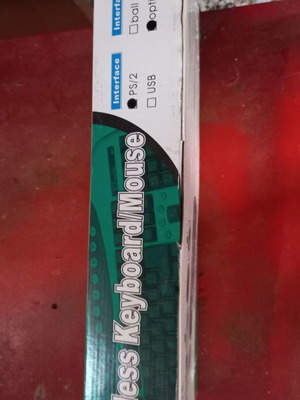 Interface
ball
opti
Interface
PS/2
USB
less Keyboard/Mouse